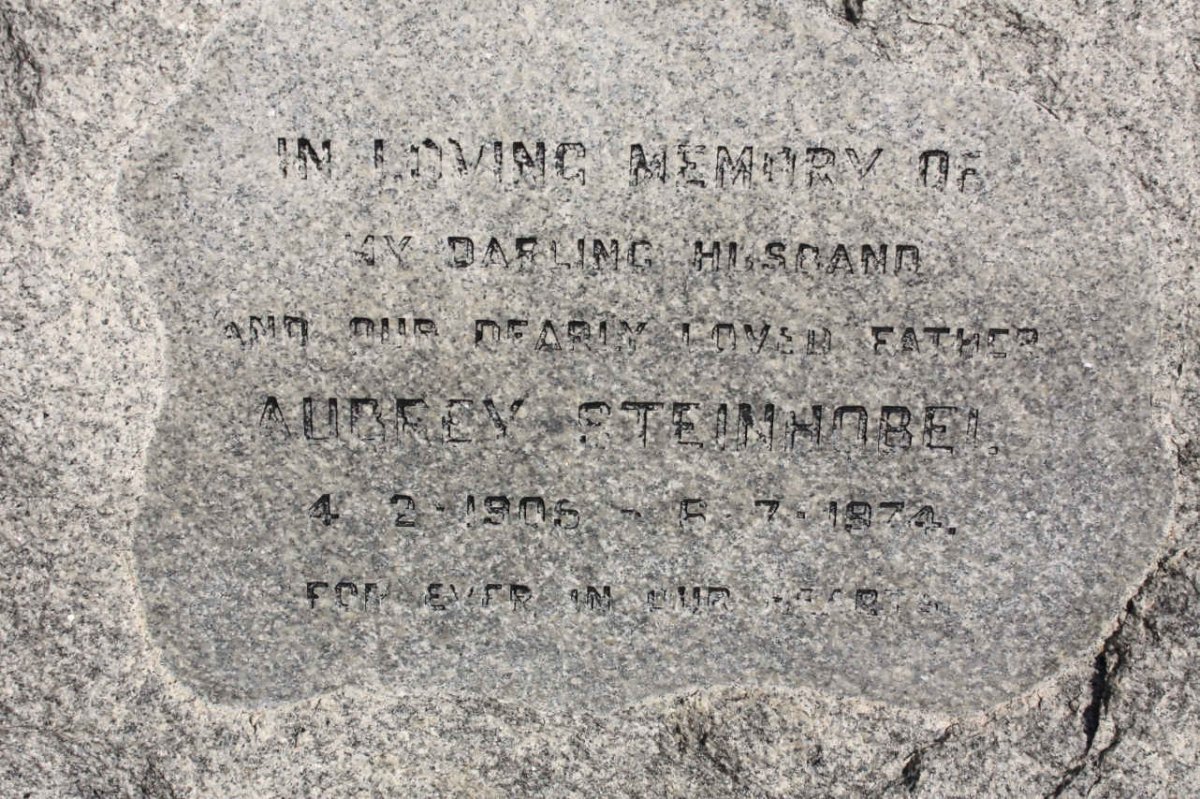 IN LOVING MEMORY OF
MY DARLING HUSBAND
AND OUR DEARLY LOVED FATHER
AUBREY STEINHOBEL.
4 · 2 · 1906 - 6 · 7 · 1974.
FOR EVER IN OUR HEARTS.